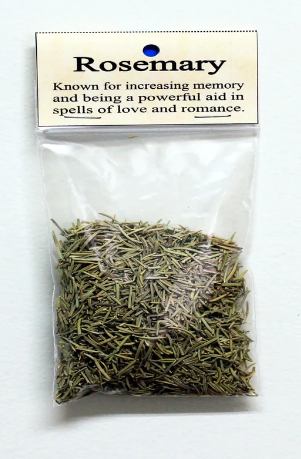 Rosemary
Known for increasing memory
and being a powerful aid in
spells of love and romance.